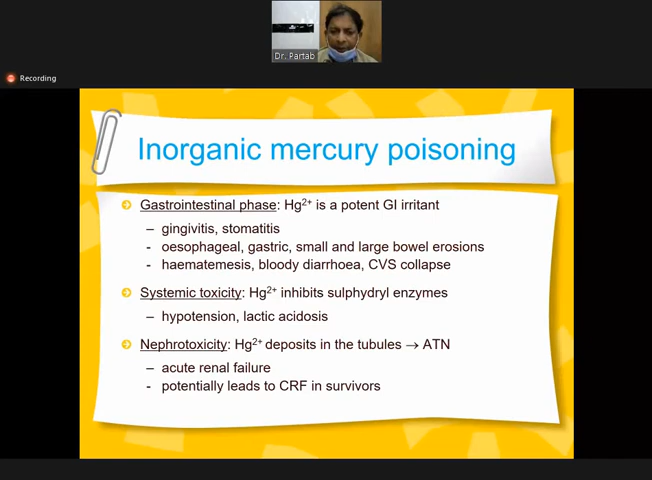 Dr. Partab
Recording
Inorganic mercury poisoning
Gastrointestinal phase: Hg²⁺ is a potent GI irritant
– gingivitis, stomatitis
- oesophageal, gastric, small and large bowel erosions
- haematemesis, bloody diarrhoea, CVS collapse
Systemic toxicity: Hg²⁺ inhibits sulphydryl enzymes
– hypotension, lactic acidosis
Nephrotoxicity: Hg²⁺ deposits in the tubules → ATN
– acute renal failure
- potentially leads to CRF in survivors